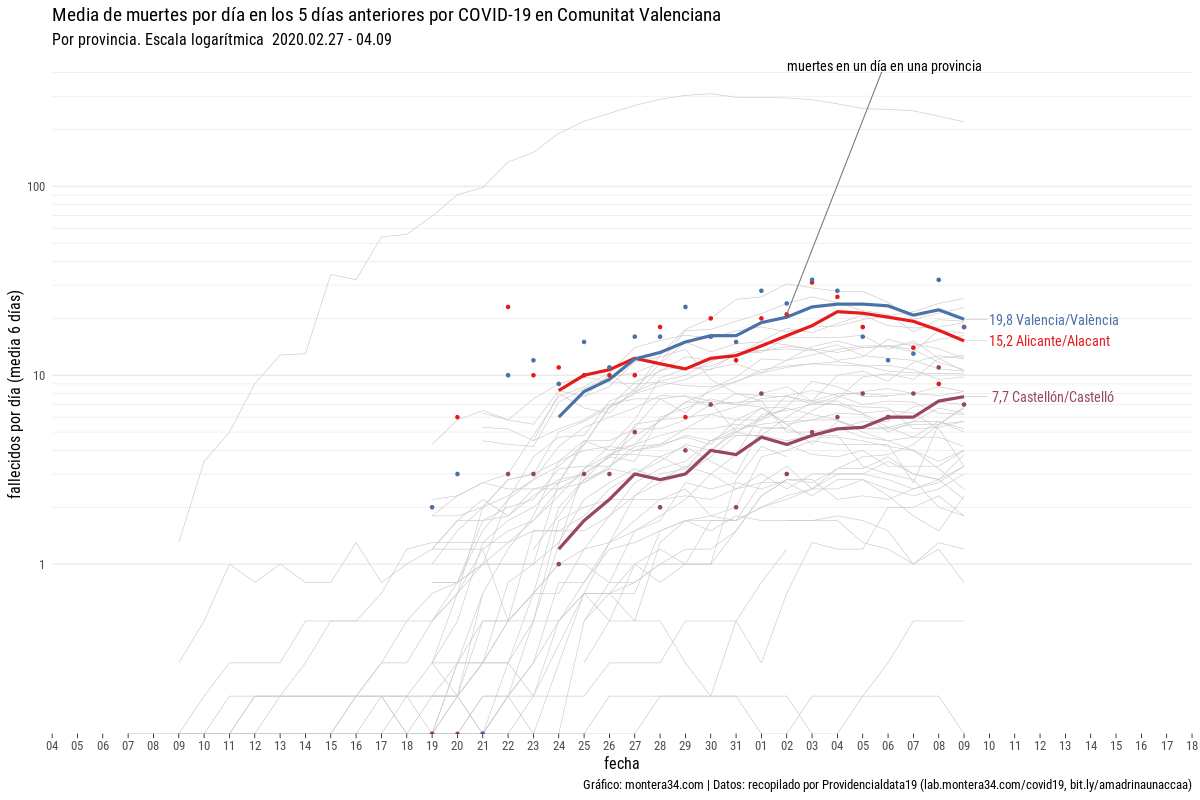 Media de muertes por día en los 5 días anteriores por COVID-19 en Comunitat Valenciana
Por provincia. Escala logarítmica  2020.02.27 - 04.09
muertes en un día en una provincia
100
10
1
fallecidos por día (media 6 días)
19,8 Valencia/València
15,2 Alicante/Alacant
7,7 Castellón/Castelló
04 05 06 07 08 09 10 11 12 13 14 15 16 17 18 19 20 21 22 23 24 25 26 27 28 29 30 31 01 02 03 04 05 06 07 08 09 10 11 12 13 14 15 16 17 18
fecha
Gráfico: montera34.com | Datos: recopilado por Providencialdata19 (lab.montera34.com/covid19, bit.ly/amadrinaunaccaa)